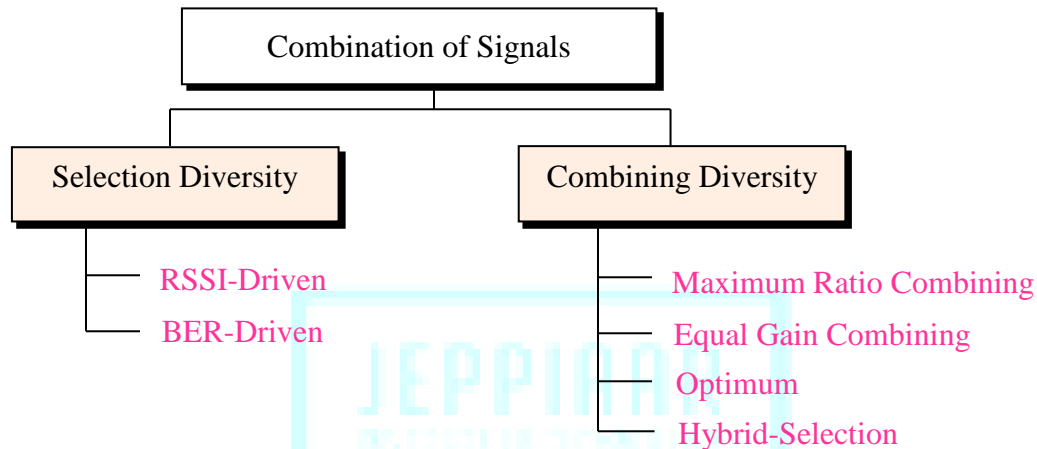 Combination of Signals
Selection Diversity
Combining Diversity
RSSI-Driven
BER-Driven
Maximum Ratio Combining
Equal Gain Combining
Optimum
Hybrid-Selection
JEPPIAAR